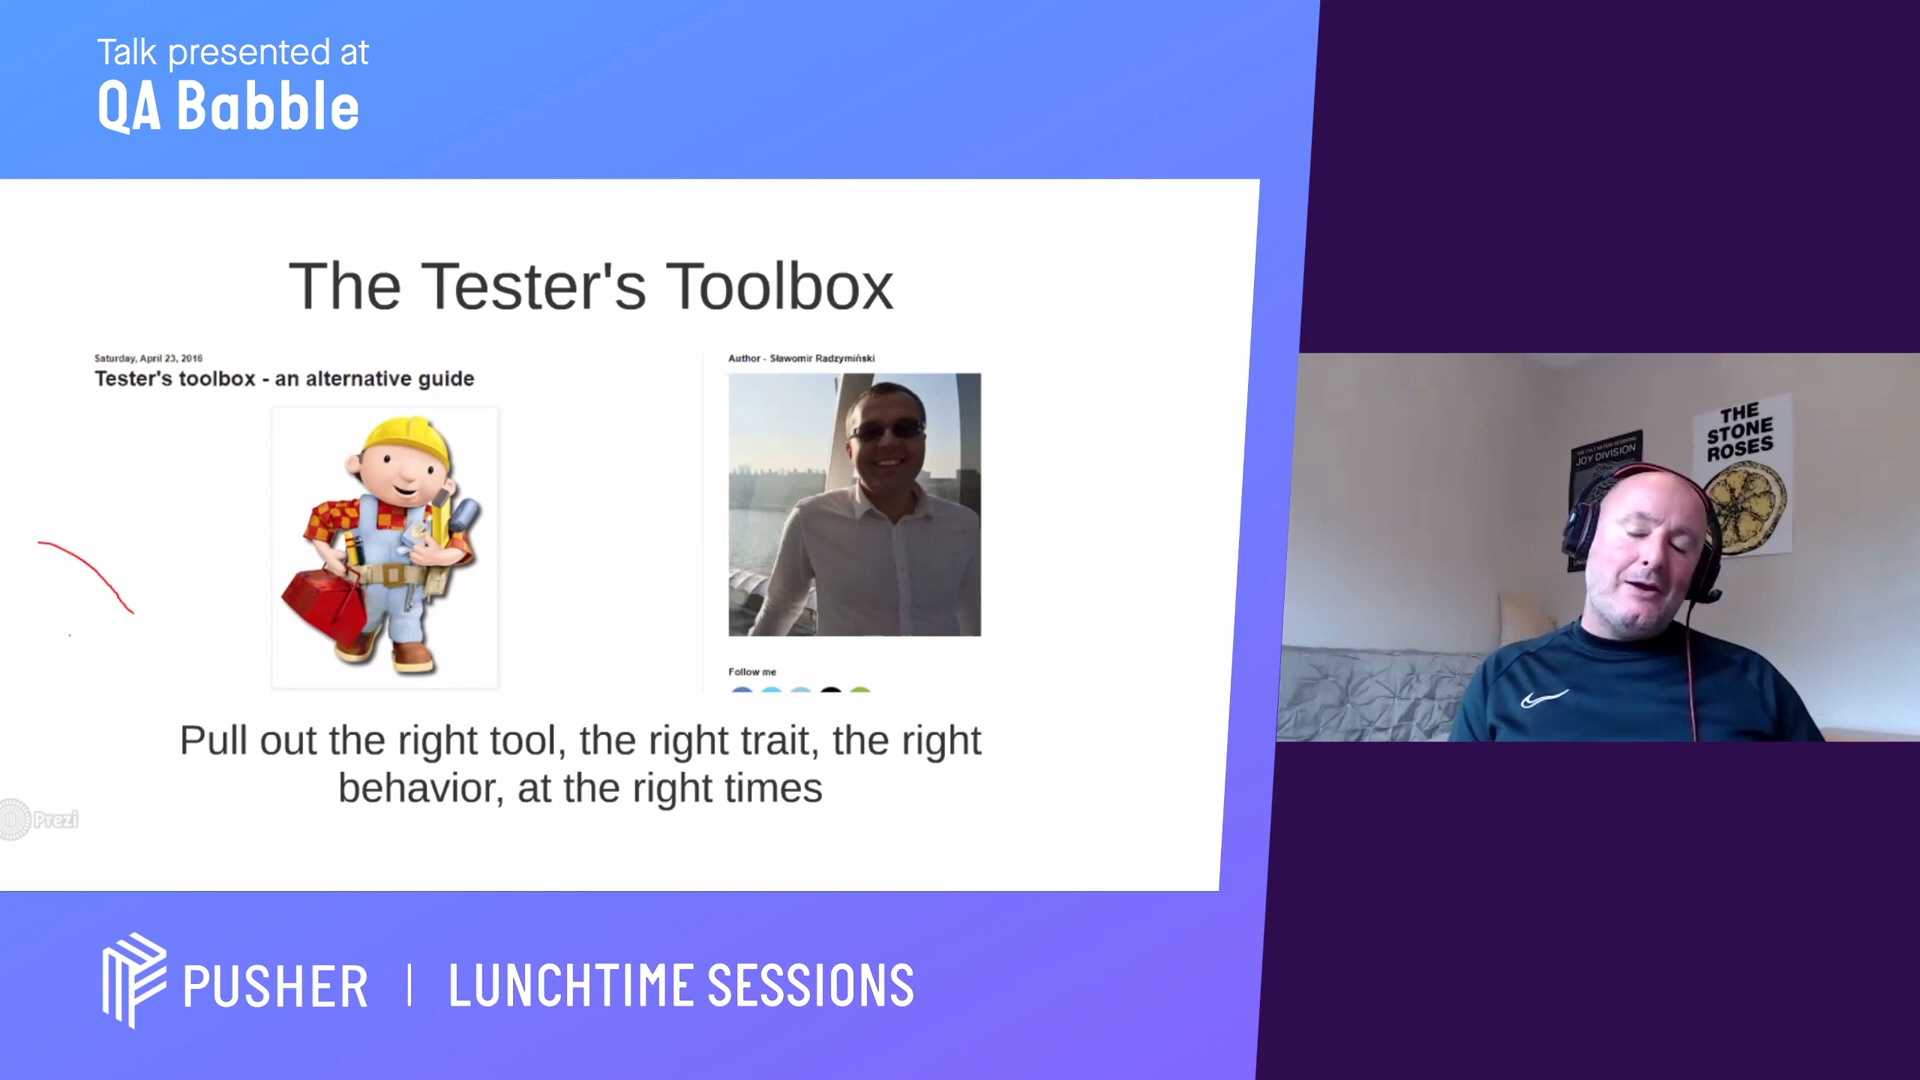 Talk presented at
QA Babble
The Tester's Toolbox
Saturday, April 23, 2016
Tester's toolbox - an alternative guide
Author - Sławomir Radzymiński
Follow me
Pull out the right tool, the right trait, the right
behavior, at the right times
Prezi
THE
STONE
ROSES
JOY DIVISION
PUSHER | LUNCHTIME SESSIONS